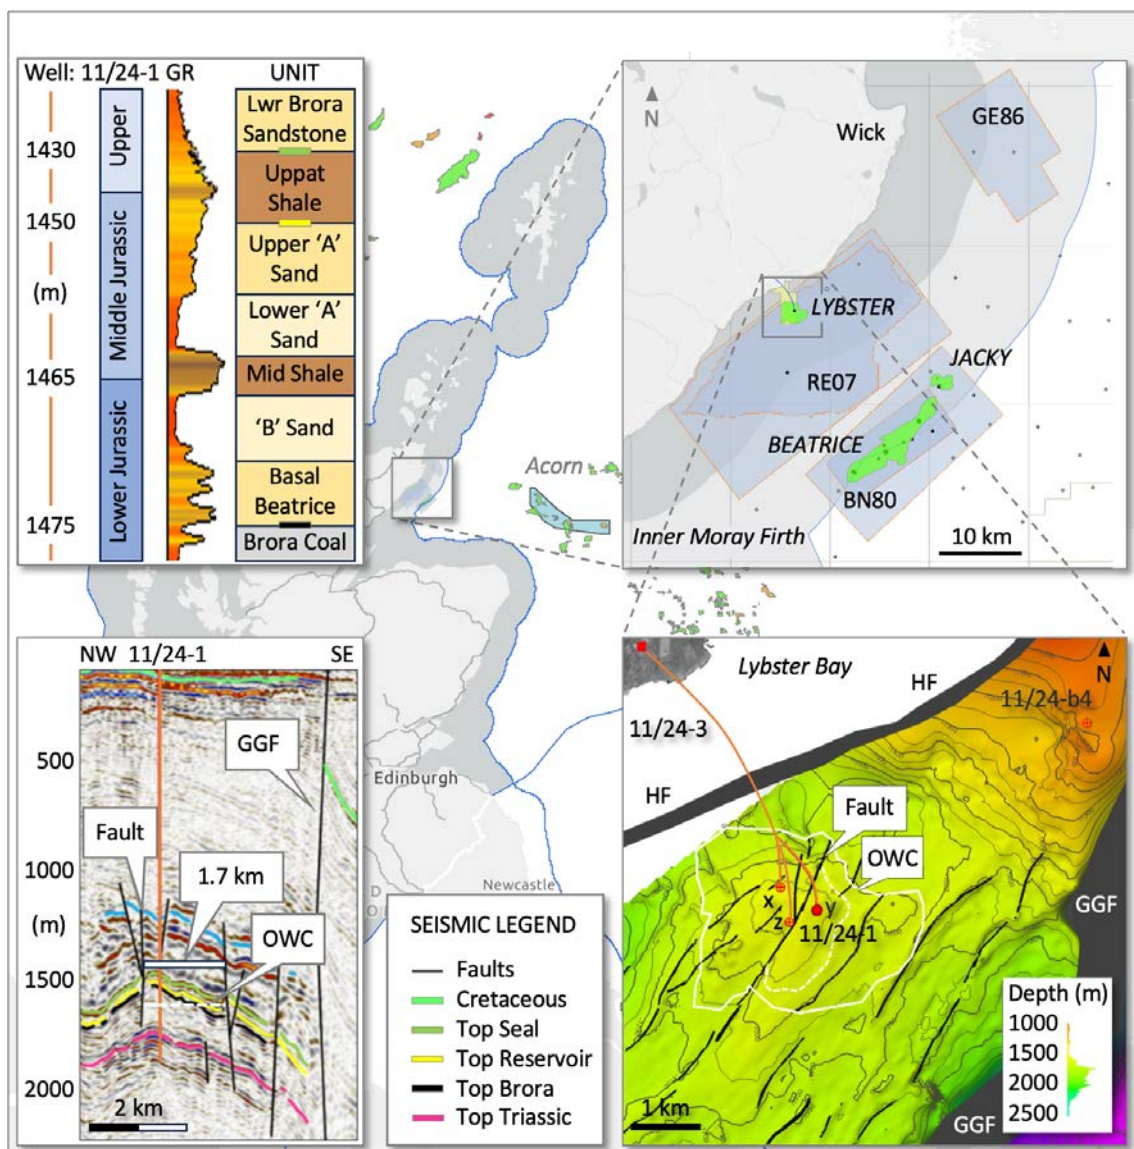 Well: 11/24-1 GR
UNIT
1430
1450
(m)
1465
1475
Upper
Middle Jurassic
Lower Jurassic
Lwr Brora
Sandstone
Uppat
Shale
Upper ‘A’
Sand
Lower ‘A’
Sand
Mid Shale
‘B’ Sand
Basal
Beatrice
Brora Coal
N
Wick
GE86
LYBSTER
JACKY
RE07
BEATRICE
BN80
Inner Moray Firth
10 km
Acorn
Edinburgh
Newcastle
NW 11/24-1
SE
GGF
500
Fault
1000
1.7 km
(m)
OWC
1500
2000
2 km
SEISMIC LEGEND
Faults
Cretaceous
Top Seal
Top Reservoir
Top Brora
Top Triassic
Lybster Bay
HF
N
11/24-b4
11/24-3
HF
Fault
OWC
x
y
z
11/24-1
GGF
Depth (m)
1000
1500
2000
2500
1 km
GGF